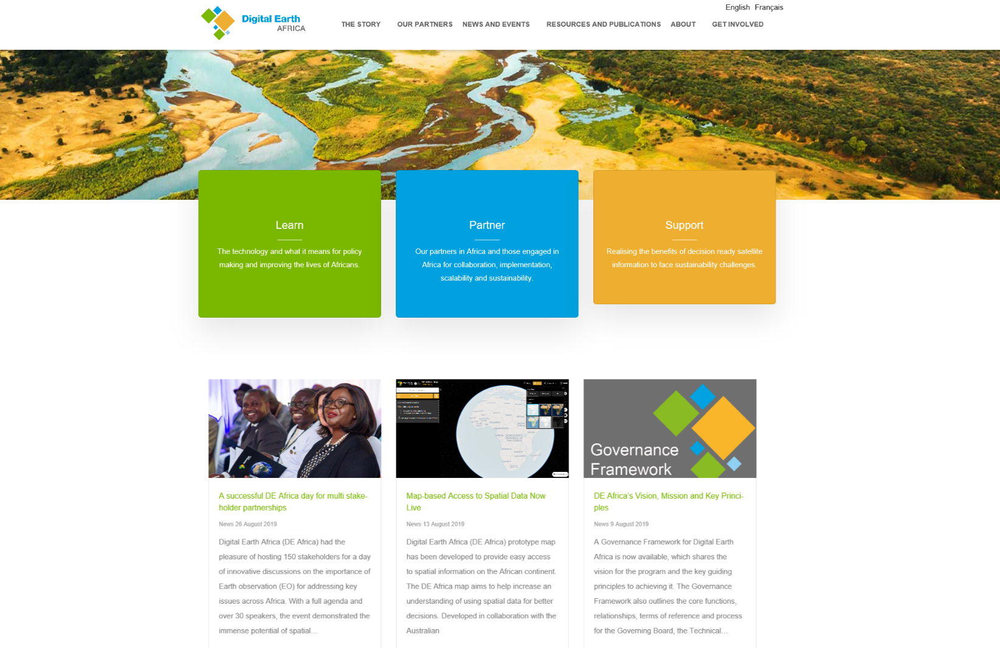 English Français
Digital Earth
AFRICA
THE STORY OUR PARTNERS NEWS AND EVENTS RESOURCES AND PUBLICATIONS ABOUT GET INVOLVED
Learn
The technology and what it means for policy
making and improving the lives of Africans.
Partner
Our partners in Africa and those engaged in
Africa for collaboration, implementation,
scalability and sustainability.
Support
Realising the benefits of decision ready satellite
information to face sustainability challenges.
A successful DE Africa day for multi stake-
holder partnerships
News 26 August 2019
Digital Earth Africa (DE Africa) had the
pleasure of hosting 150 stakeholders for a day
of innovative discussions on the importance of
Earth observation (EO) for addressing key
issues across Africa. With a full agenda and
over 30 speakers, the event demonstrated the
immense potential of spatial...
Map-based Access to Spatial Data Now
Live
News 13 August 2019
Digital Earth Africa (DE Africa) prototype map
has been developed to provide easy access
to spatial information on the African continent.
The DE Africa map aims to help increase an
understanding of using spatial data for better
decisions. Developed in collaboration with the
Australian
Governance
Framework
DE Africa's Vision, Mission and Key Princi-
ples
News 9 August 2019
A Governance Framework for Digital Earth
Africa is now available, which shares the
vision for the program and the key guiding
principles to achieving it. The Governance
Framework also outlines the core functions,
relationships, terms of reference and process
for the Governing Board, the Technical...